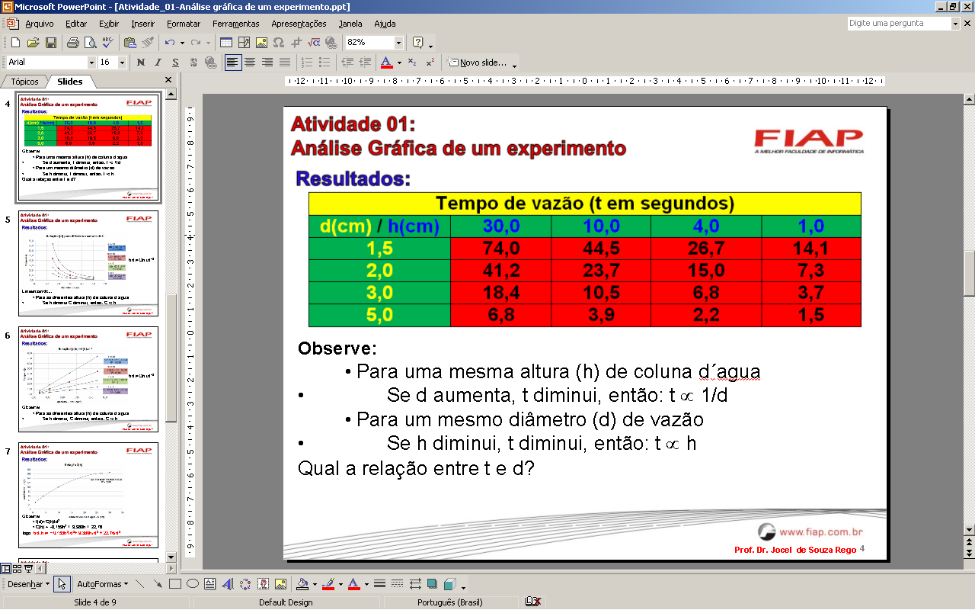 Microsoft PowerPoint - [Atividade_01-Análise gráfica de um experimento.ppt]
Arquivo Editar Exibir Inserir Formatar Ferramentas Apresentações Janela Ajuda
Digite uma pergunta
82%
Arial 16 N I S S Novo slide...
Tópicos Slides
4
5
6
7
Atividade 01:
Análise Gráfica de um experimento
FIAP
A MELHOR FACULDADE DE INFORMÁTICA
Resultados:
Tempo de vazão (t em segundos)
d(cm) / h(cm) 30,0 10,0 4,0 1,0
1,5 74,0 44,5 26,7 14,1
2,0 41,2 23,7 15,0 7,3
3,0 18,4 10,5 6,8 3,7
5,0 6,8 3,9 2,2 1,5
Observe:
• Para uma mesma altura (h) de coluna d´agua
• Se d aumenta, t diminui, então: t ∝ 1/d
• Para um mesmo diâmetro (d) de vazão
• Se h diminui, t diminui, então: t ∝ h
Qual a relação entre t e d?
www.fiap.com.br
Prof. Dr. Jocel de Souza Rego 4
Desenhar AutoFormas
Slide 4 de 9 Default Design Português (Brasil)